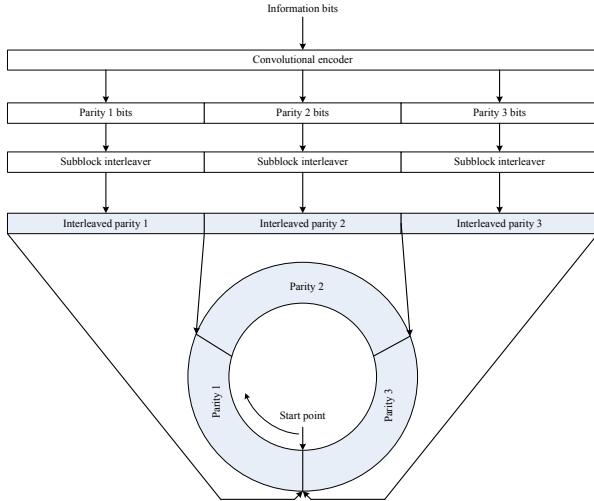 Information bits
Convolutional encoder
Parity 1 bits
Parity 2 bits
Parity 3 bits
Subblock interleaver
Subblock interleaver
Subblock interleaver
Interleaved parity 1
Interleaved parity 2
Interleaved parity 3
Parity 2
Parity 1
Parity 3
Start point